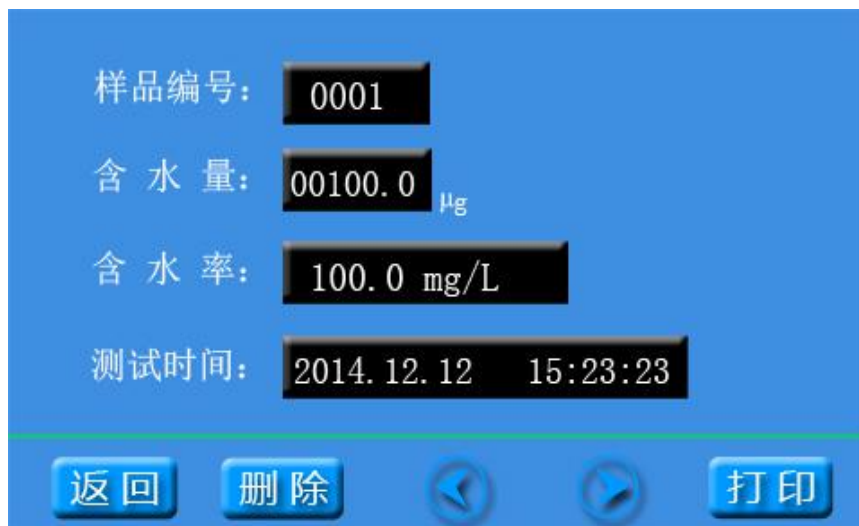 样品编号： 0001
含 水 量： 00100.0 μg
含 水 率： 100.0 mg/L
测试时间： 2014.12.12 15:23:23
返回 删除 打印